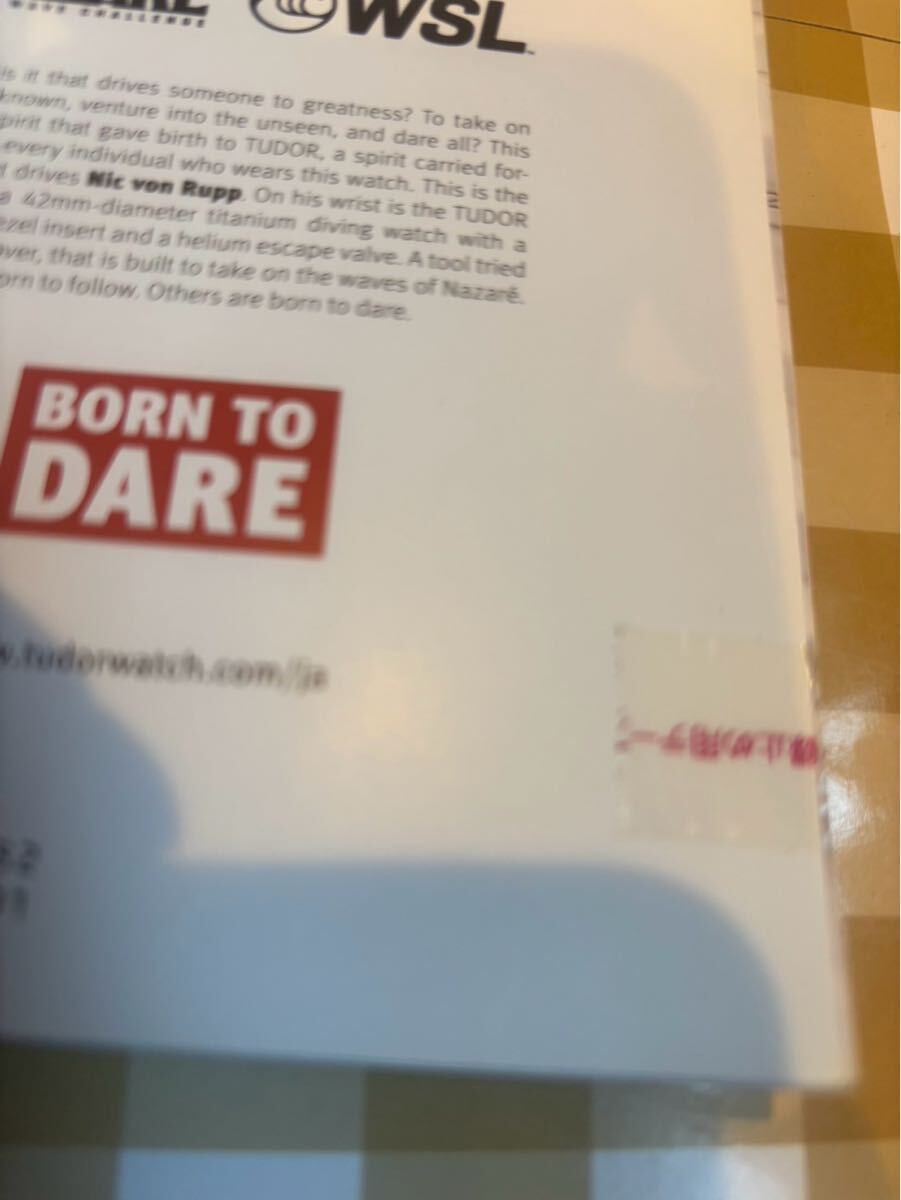 WAVE CHALLENGE
WSL
is it that drives someone to greatness? To take on
known, venture into the unseen, and dare all? This
pirit that gave birth to TUDOR, a spirit carried for-
every individual who wears this watch. This is the
t drives Nic von Rupp. On his wrist is the TUDOR
a 42mm-diameter titanium diving watch with a
ezel insert and a helium escape valve. A tool tried
over, that is built to take on the waves of Nazaré.
orn to follow. Others are born to dare.
BORN TO
DARE
w.tudorwatch.com/ja